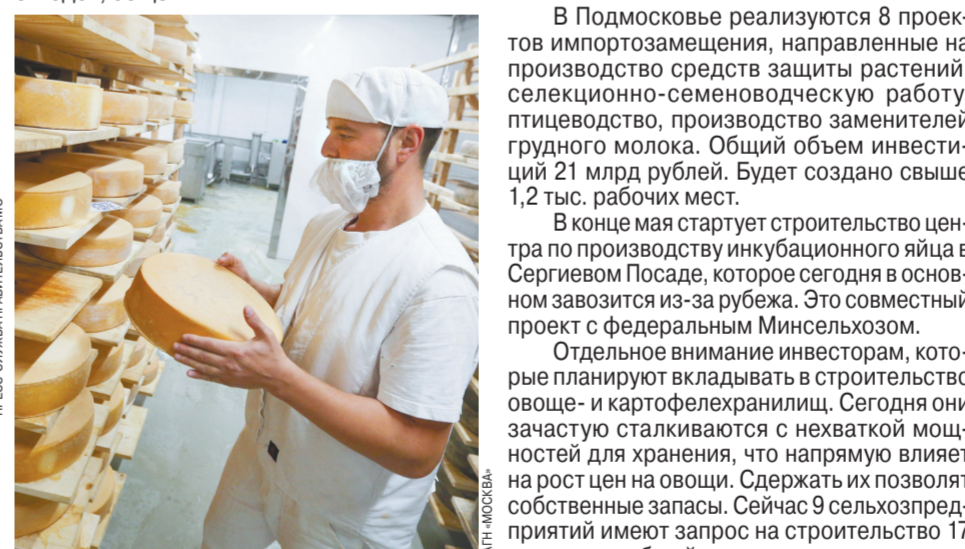 В Подмосковье реализуются 8 проек-
тов импортозамещения, направленные на
производство средств защиты растений
селекционно-семеноводческую работу
птицеводство, производство заменителей
грудного молока. Общий объем инвести-
ций 21 млрд рублей. Будет создано свыше
1,2 тыс. рабочих мест.
В конце мая стартует строительство цен-
тра по производству инкубационного яйца в
Сергиевом Посаде, которое сегодня в основ-
ном завозится из-за рубежа. Это совместный
проект с федеральным Минсельхозом.
Отдельное внимание инвесторам, кото-
рые планируют вкладывать в строительство
овоще- и картофелехранилищ. Сегодня они
зачастую сталкиваются с нехваткой мощ-
ностей для хранения, что напрямую влияет
на рост цен на овощи. Сдержать их позволят
собственные запасы. Сейчас 9 сельхозпред-
приятий имеют запрос на строительство 17
АГН «МОСКВА»